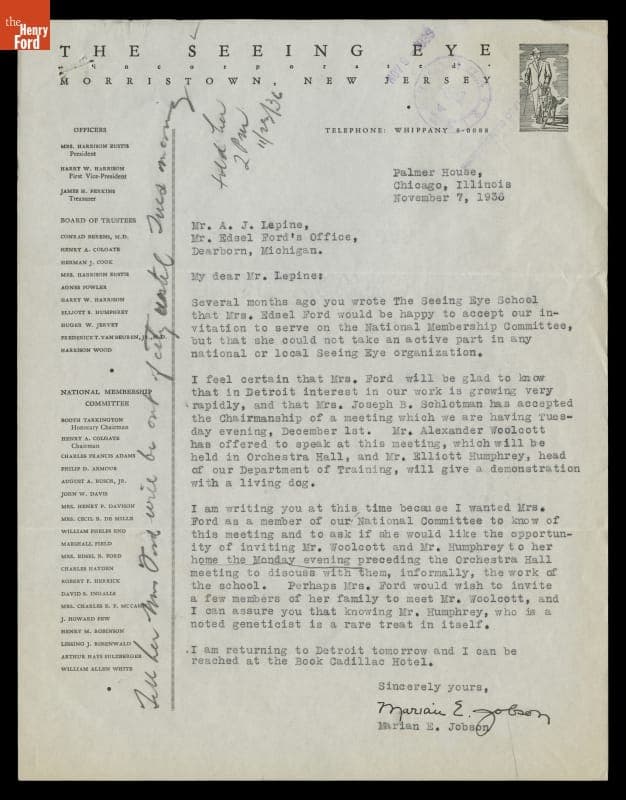 the
Henry
Ford
THE SEEING EYE
Incorporated
MORRISTOWN, NEW JERSEY
TELEPHONE: WHIPPANY 8-0088
told her
2 PM
11/23/36
OFFICERS
MRS. HARRISON EUSTIS
President
HARRY W. HARRISON
First Vice-President
JAMES H. PERKINS
Treasurer
BOARD OF TRUSTEES
CONRAD BERENS, M.D.
HENRY A. COLGATE
HERMAN J. COOK
MRS. HARRISON EUSTIS
AGNES FOWLER
HARRY W. HARRISON
ELLIOTT S. HUMPHREY
HUGER W. JERVEY
FREDERICK T. VAN BEUREN, JR.
HARRISON WOOD
NATIONAL MEMBERSHIP
COMMITTEE
BOOTH TARKINGTON
Honorary Chairman
HENRY A. COLGATE
Chairman
CHARLES FRANCIS ADAMS
PHILIP D. ARMOUR
AUGUST A. BUSCH, JR.
JOHN W. DAVIS
MRS. HENRY P. DAVISON
MRS. CECIL B. DE MILLE
WILLIAM PHELPS ENO
MARSHALL FIELD
MRS. EDSEL B. FORD
CHARLES HAYDEN
ROBERT F. HERRICK
DAVID S. INGALLS
MRS. CHARLES E. F. MCCANN
J. HOWARD PEW
HENRY M. ROBINSON
LESSING J. ROSENWALD
ARTHUR HAYS SULZBERGER
WILLIAM ALLEN WHITE
Tell her Mrs Ford will be out of city until Tues morning
Palmer House,
Chicago, Illinois
November 7, 1936
Mr. A. J. Lepine,
Mr. Edsel Ford's Office,
Dearborn, Michigan.
My dear Mr. Lepine:
Several months ago you wrote The Seeing Eye School
that Mrs. Edsel Ford would be happy to accept our in-
vitation to serve on the National Membership Committee,
but that she could not take an active part in any
national or local Seeing Eye organization.
I feel certain that Mrs. Ford will be glad to know
that in Detroit interest in our work is growing very
rapidly, and that Mrs. Joseph B. Schlotman has accepted
the Chairmanship of a meeting which we are having Tues-
day evening, December 1st. Mr. Alexander Woolcott
has offered to speak at this meeting, which will be
held in Orchestra Hall, and Mr. Elliott Humphrey, head
of our Department of Training, will give a demonstration
with a living dog.
I am writing you at this time because I wanted Mrs.
Ford as a member of our National Committee to know of
this meeting and to ask if she would like the opportun-
ity of inviting Mr. Woolcott and Mr. Humphrey to her
home the Monday evening preceding the Orchestra Hall
meeting to discuss with them, informally, the work of
the school. Perhaps Mrs. Ford would wish to invite
a few members of her family to meet Mr. Woolcott, and
I can assure you that knowing Mr. Humphrey, who is a
noted geneticist is a rare treat in itself.
I am returning to Detroit tomorrow and I can be
reached at the Book Cadillac Hotel.
Sincerely yours,
Marian E. Jobson
Marian E. Jobson